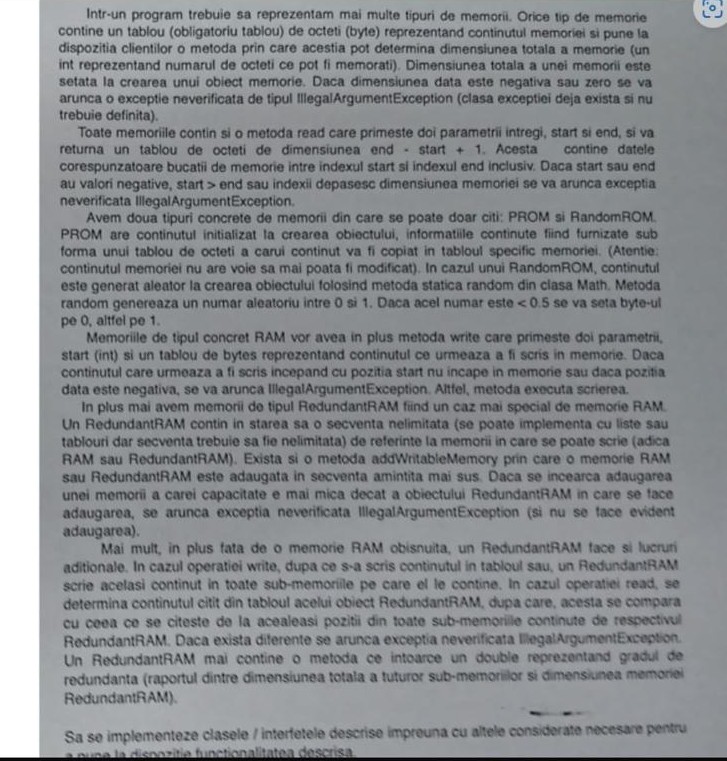 Intr-un program trebuie sa reprezentam mai multe tipuri de memorii. Orice tip de memorie
contine un tablou (obligatoriu tablou) de octeti (byte) reprezentand continutul memoriei si pune la
dispozitia clientilor o metoda prin care acestia pot determina dimensiunea totala a memorie (un
int reprezentand numarul de octeti ce pot fi memorati). Dimensiunea totala a unei memorii este
setata la crearea unui obiect memorie. Daca dimensiunea data este negativa sau zero se va
arunca o exceptie neverificata de tipul IllegalArgumentException (clasa exceptiei deja exista si nu
trebuie definita).
Toate memoriile contin si o metoda read care primeste doi parametrii intregi, start si end, si va
returna un tablou de octeti de dimensiunea end - start + 1. Acesta contine datele
corespunzatoare bucatii de memorie intre indexul start si indexul end inclusiv. Daca start sau end
au valori negative, start > end sau indexii depasesc dimensiunea memoriei se va arunca exceptia
neverificata IllegalArgumentException.
Avem doua tipuri concrete de memorii din care se poate doar citi: PROM si RandomROM.
PROM are continutul initializat la crearea obiectului, informatiile continute fiind furnizate sub
forma unui tablou de octeti a carui continut va fi copiat in tabloul specific memoriei. (Atentie:
continutul memoriei nu are voie sa mai poata fi modificat). In cazul unui RandomROM, continutul
este generat aleator la crearea obiectului folosind metoda statica random din clasa Math. Metoda
random genereaza un numar aleatoriu intre 0 si 1. Daca acel numar este < 0.5 se va seta byte-ul
pe 0, altfel pe 1.
Memoriile de tipul concret RAM vor avea in plus metoda write care primeste doi parametrii,
start (int) si un tablou de bytes reprezentand continutul ce urmeaza a fi scris in memorie. Daca
continutul care urmeaza a fi scris incepand cu pozitia start nu incape in memorie sau daca pozitia
data este negativa, se va arunca IllegalArgumentException. Altfel, metoda executa scrierea.
In plus mai avem memorii de tipul RedundantRAM fiind un caz mai special de memorie RAM.
Un RedundantRAM contin in starea sa o secventa nelimitata (se poate implementa cu liste sau
tablouri dar secventa trebuie sa fie nelimitata) de referinte la memorii in care se poate scrie (adica
RAM sau RedundantRAM). Exista si o metoda addWritableMemory prin care o memorie RAM
sau RedundantRAM este adaugata in secventa amintita mai sus. Daca se incearca adaugarea
unei memorii a carei capacitate e mai mica decat a obiectului RedundantRAM in care se face
adaugarea, se arunca exceptia neverificata IllegalArgumentException (si nu se face evident
adaugarea).
Mai mult, in plus fata de o memorie RAM obisnuita, un RedundantRAM face si lucruri
aditionale. In cazul operatiei write, dupa ce s-a scris continutul in tabloul sau, un RedundantRAM
scrie acelasi continut in toate sub-memoriile pe care el le contine. In cazul operatiei read, se
determina continutul citit din tabloul acelui obiect RedundantRAM, dupa care, acesta se compara
cu ceea ce se citeste de la acealeasi pozitii din toate sub-memoriile continute de respectivul
RedundantRAM. Daca exista diferente se arunca exceptia neverificata IllegalArgumentException.
Un RedundantRAM mai contine o metoda ce intoarce un double reprezentand gradul de
redundanta (raportul dintre dimensiunea totala a tuturor sub-memoriilor si dimensiunea memoriei
RedundantRAM).
Sa se implementeze clasele / interfetele descrise impreuna cu altele considerate necesare pentru
a pune la dispozitie functionalitatea descrisa.